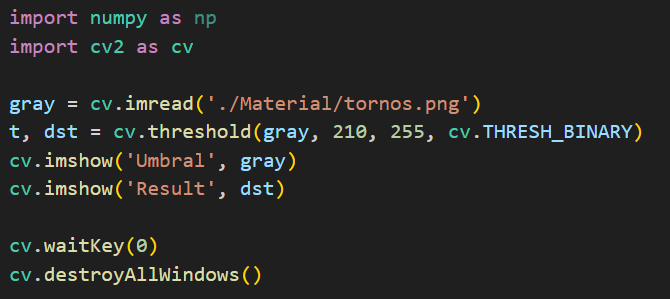 import numpy as np
import cv2 as cv
gray = cv.imread('./Material/tornos.png')
t, dst = cv.threshold(gray, 210, 255, cv.THRESH_BINARY)
cv.imshow('Umbral', gray)
cv.imshow('Result', dst)
cv.waitKey(0)
cv.destroyAllWindows()